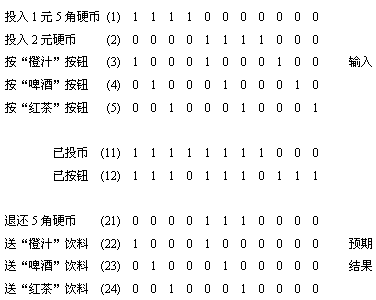 投入1元5角硬币 (1) 1 1 1 1 0 0 0 0 0 0 0
投入2元硬币 (2) 0 0 0 0 1 1 1 1 0 0 0
按“橙汁”按钮 (3) 1 0 0 0 1 0 0 0 1 0 0 输入
按“啤酒”按钮 (4) 0 1 0 0 0 1 0 0 0 1 0
按“红茶”按钮 (5) 0 0 1 0 0 0 1 0 0 0 1
已投币 (11) 1 1 1 1 1 1 1 1 0 0 0
已按钮 (12) 1 1 1 0 1 1 1 0 1 1 1
退还5角硬币 (21) 0 0 0 0 1 1 1 0 0 0 0
送“橙汁”饮料 (22) 1 0 0 0 1 0 0 0 0 0 0 预期
送“啤酒”饮料 (23) 0 1 0 0 0 1 0 0 0 0 0 结果
送“红茶”饮料 (24) 0 0 1 0 0 0 1 0 0 0 0